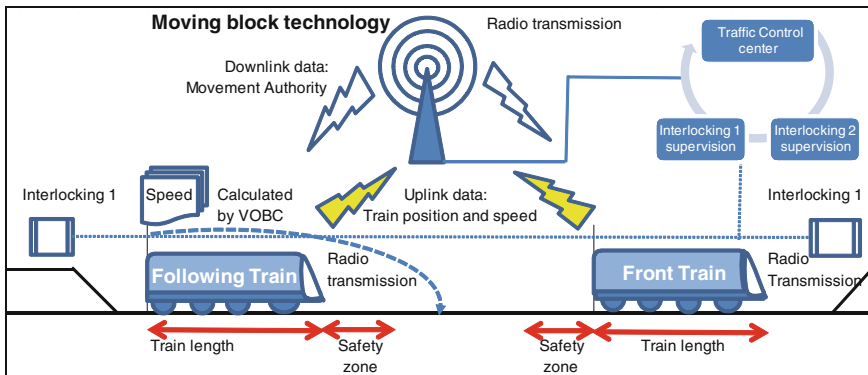 Moving block technology
Radio transmission
Traffic Control
center
Downlink data:
Movement Authority
Interlocking 1
supervision
Interlocking 2
supervision
Interlocking 1
Speed
Calculated
by VOBC
Uplink data:
Train position and speed
Interlocking 1
Following Train
Radio
transmission
Front Train
Radio
Transmission
Train length
Safety
zone
Safety
zone
Train length